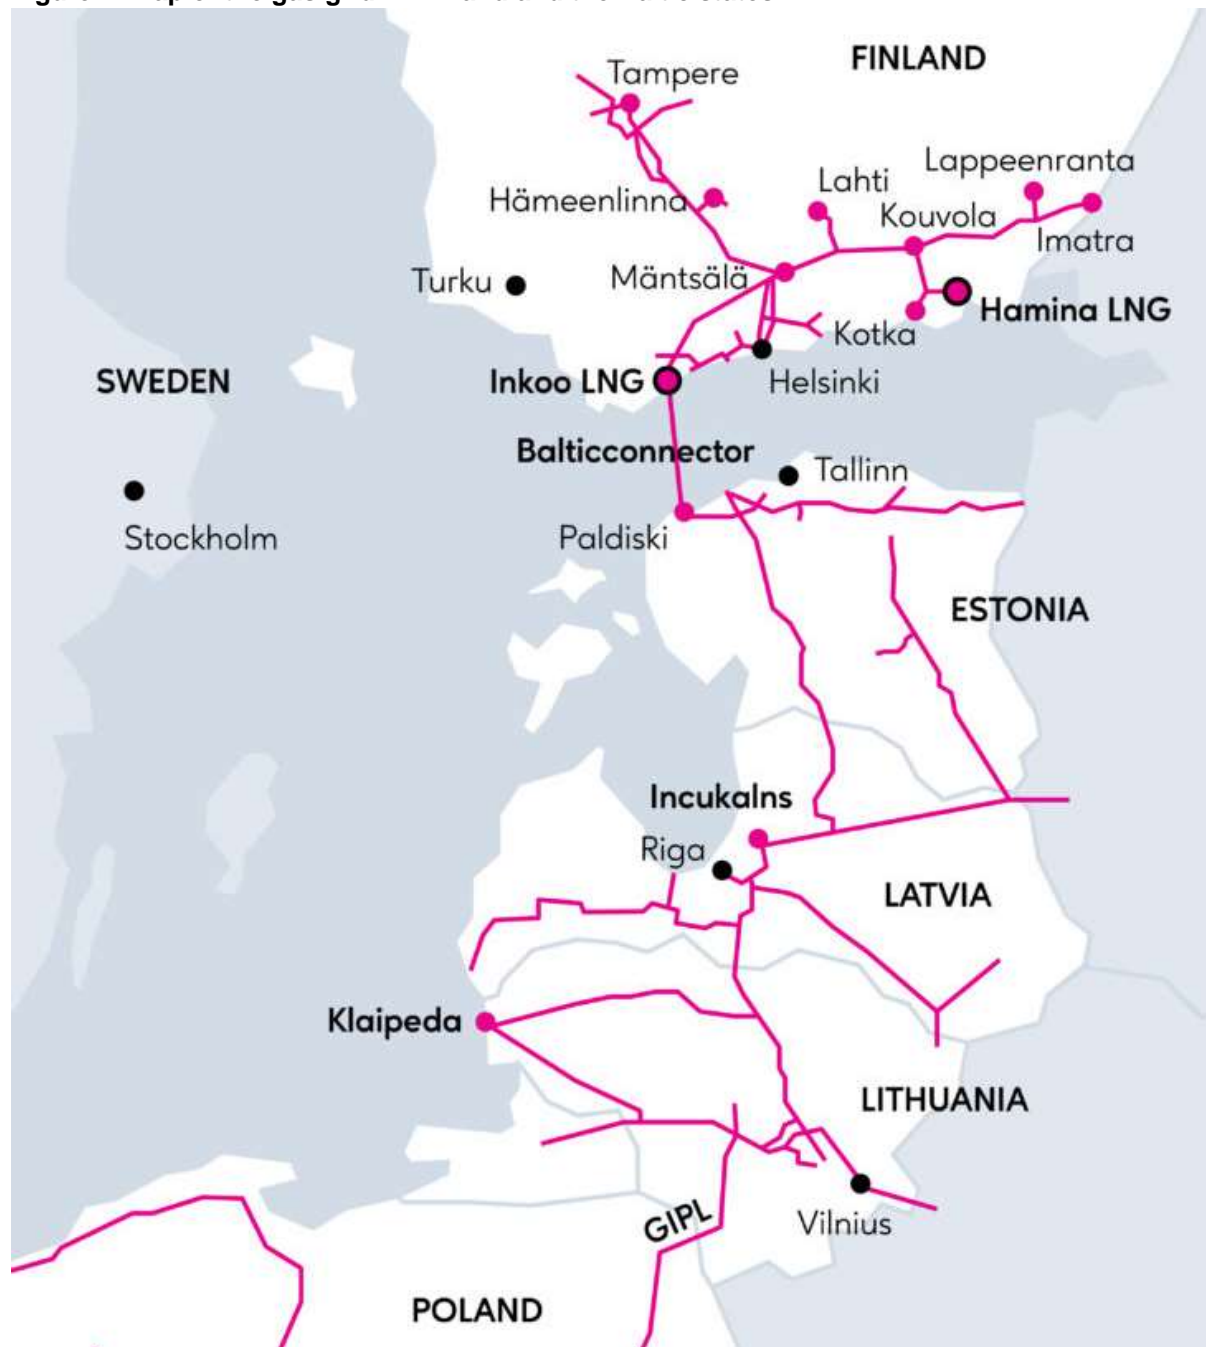 FINLAND
Tampere
Lappeenranta
Lahti
Hämeenlinna
Kouvola
Imatra
Mäntsälä
Turku
Hamina LNG
Kotka
SWEDEN
Inkoo LNG
Helsinki
Balticconnector
Tallinn
Stockholm
Paldiski
ESTONIA
Incukalns
Riga
LATVIA
Klaipeda
LITHUANIA
GIPL
Vilnius
POLAND